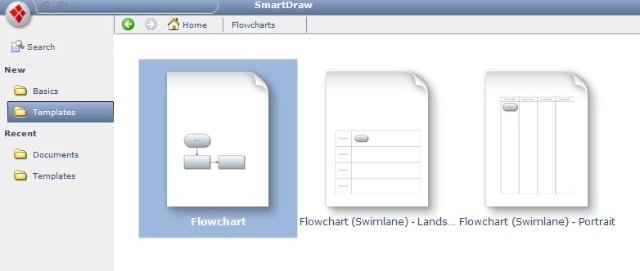 SmartDraw
Home Flowcharts
Search
New
Basics
Templates
Recent
Documents
Templates
Flowchart
Flowchart (Swimlane) - Lands...
Flowchart (Swimlane) - Portrait